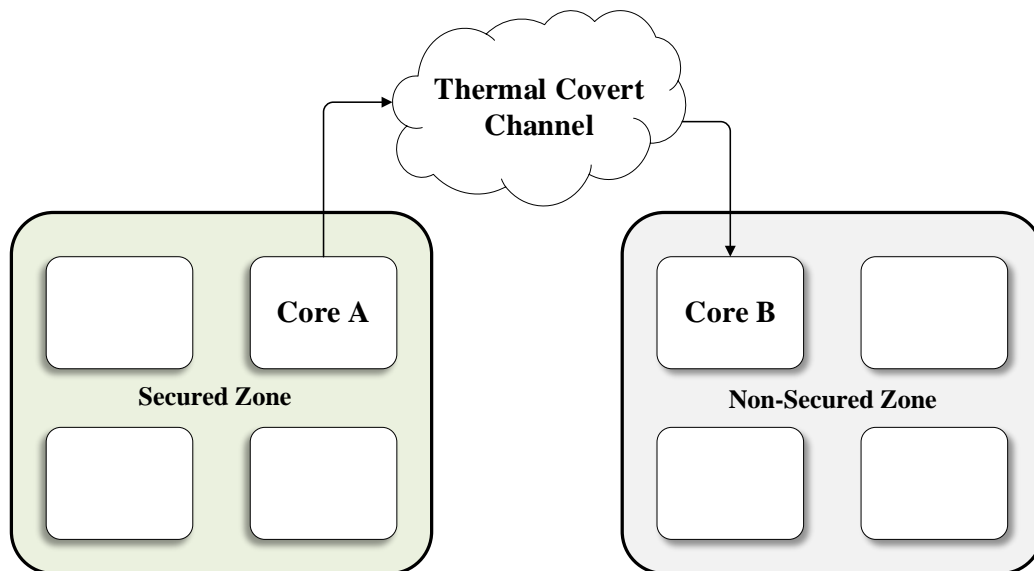 Thermal Covert
Channel
Core A
Core B
Secured Zone
Non-Secured Zone